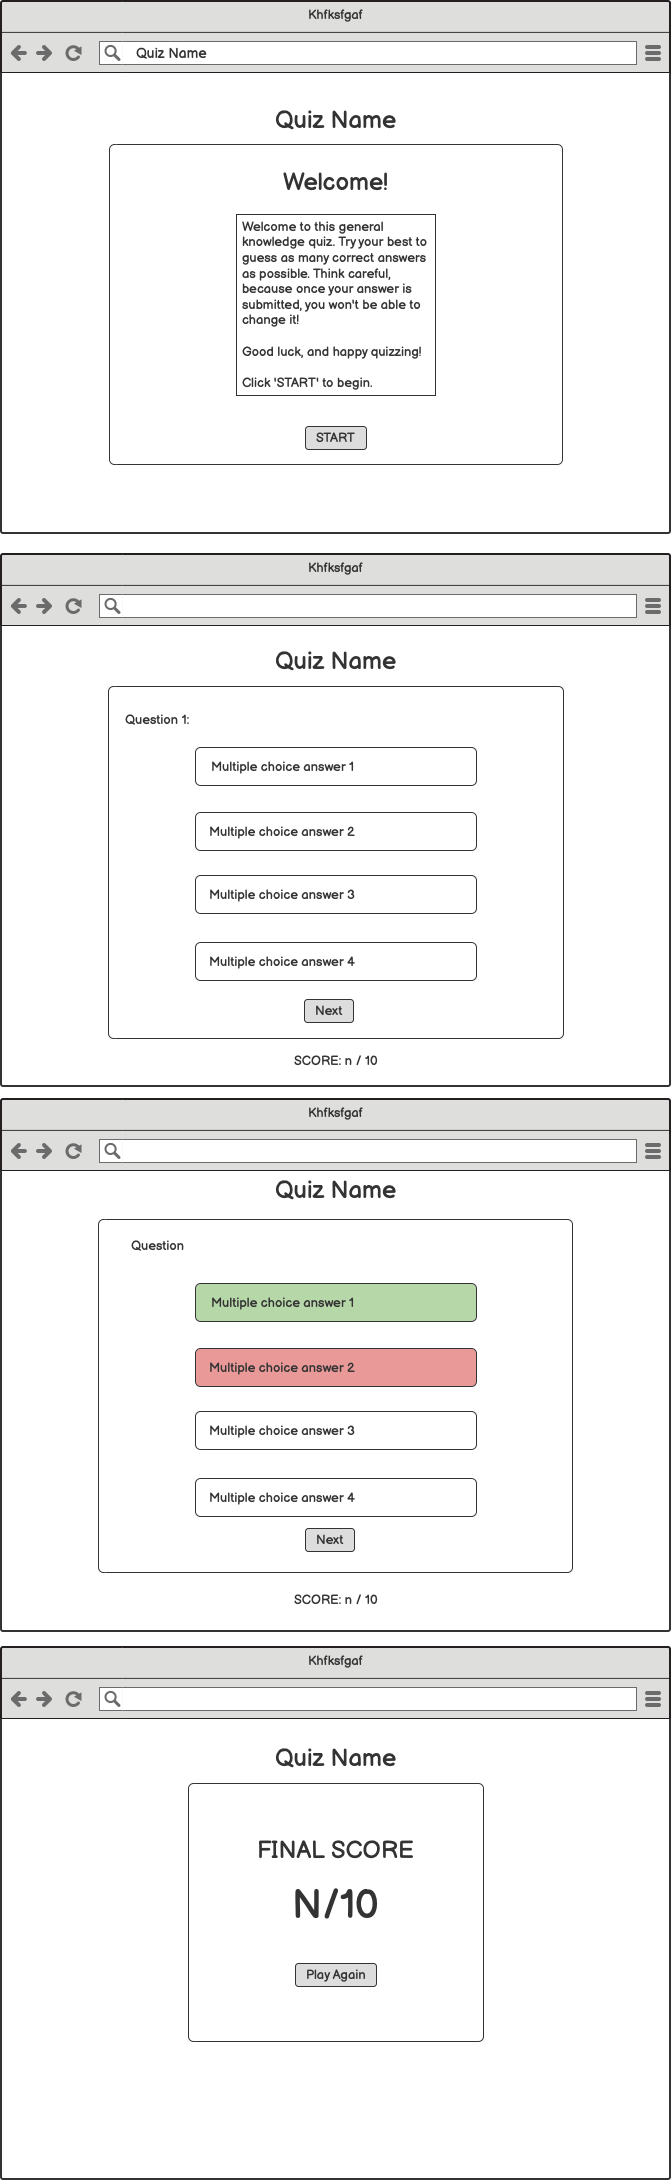 Khfksfgaf
Quiz Name
Quiz Name
Welcome!
Welcome to this general
knowledge quiz. Try your best to
guess as many correct answers
as possible. Think careful,
because once your answer is
submitted, you won't be able to
change it!
Good luck, and happy quizzing!
Click 'START' to begin.
START
Khfksfgaf
Quiz Name
Question 1:
Multiple choice answer 1
Multiple choice answer 2
Multiple choice answer 3
Multiple choice answer 4
Next
SCORE: n / 10
Khfksfgaf
Quiz Name
Question
Multiple choice answer 1
Multiple choice answer 2
Multiple choice answer 3
Multiple choice answer 4
Next
SCORE: n / 10
Khfksfgaf
Quiz Name
FINAL SCORE
N/10
Play Again